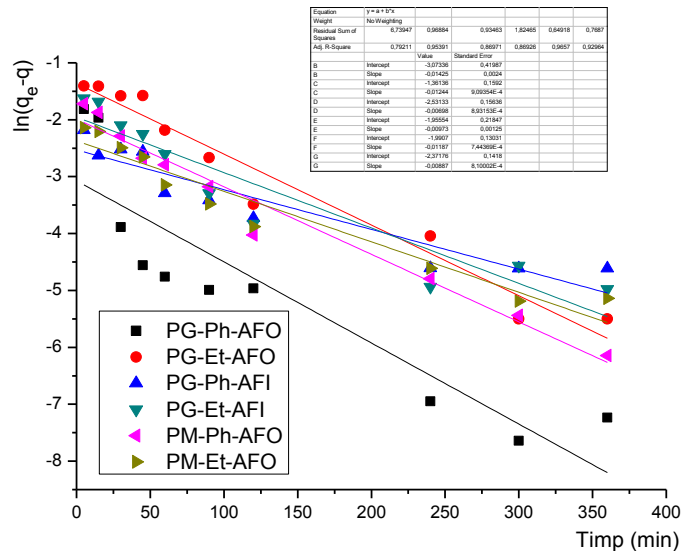 Equation y = a + b*x
Weight No Weighting
Residual Sum of Squares 6,73947 0,96884 0,93463 1,82465 0,64918 0,7687
Adj. R-Square 0,79211 0,95391 0,86971 0,86926 0,9657 0,92964
Value Standard Error
B Intercept -3,07336 0,41987
B Slope -0,01425 0,0024
C Intercept -1,36136 0,1592
C Slope -0,01244 9,09354E-4
D Intercept -2,53133 0,15636
D Slope -0,00698 8,93153E-4
E Intercept -1,95554 0,21847
E Slope -0,00973 0,00125
F Intercept -1,9907 0,13031
F Slope -0,01187 7,44369E-4
G Intercept -2,37176 0,1418
G Slope -0,00887 8,10002E-4
ln(qe-q)
-1
-2
-3
-4
-5
-6
-7
-8
PG-Ph-AFO
PG-Et-AFO
PG-Ph-AFI
PG-Et-AFI
PM-Ph-AFO
PM-Et-AFO
0 50 100 150 200 250 300 350 400
Timp (min)